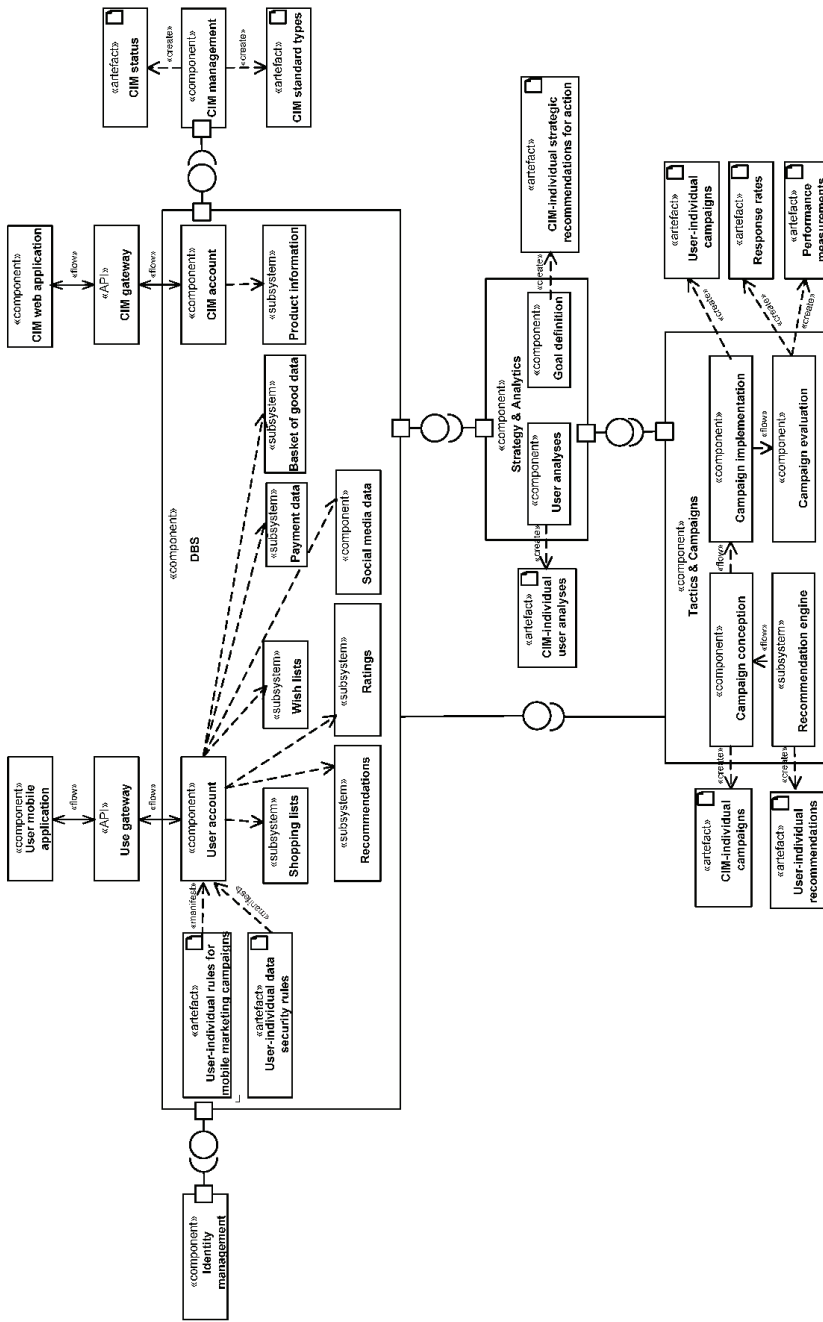 «component»
User mobile
application
«component»
CIM web application
«flow»
«flow»
«API»
Use gateway
«API»
CIM gateway
«artefact»
CIM status
«flow»
«flow»
«create»
«component»
DBS
«component»
Identity
management
«artefact»
User-individual rules for
mobile marketing campaigns
«manifest»
«component»
User account
«component»
CIM account
«component»
CIM management
«manifest»
«create»
«artefact»
User-individual data
security rules
«subsystem»
Shopping lists
«subsystem»
Wish lists
«subsystem»
Payment data
«subsystem»
Basket of good data
«subsystem»
Product information
«artefact»
CIM standard types
«subsystem»
Recommendations
«subsystem»
Ratings
«component»
Social media data
«component»
Strategy & Analytics
«artefact»
CIM-individual
user analyses
«create»
«component»
User analyses
«component»
Goal definition
«create»
«artefact»
CIM-individual strategic
recommendations for action
«component»
Tactics & Campaigns
«artefact»
User-individual
campaigns
«artefact»
CIM-individual
campaigns
«create»
«component»
Campaign conception
«flow»
«component»
Campaign implementation
«create»
«artefact»
Response rates
«flow»
«flow»
«create»
«artefact»
User-individual
recommendations
«create»
«subsystem»
Recommendation engine
«component»
Campaign evaluation
«create»
«artefact»
Performance
measurements